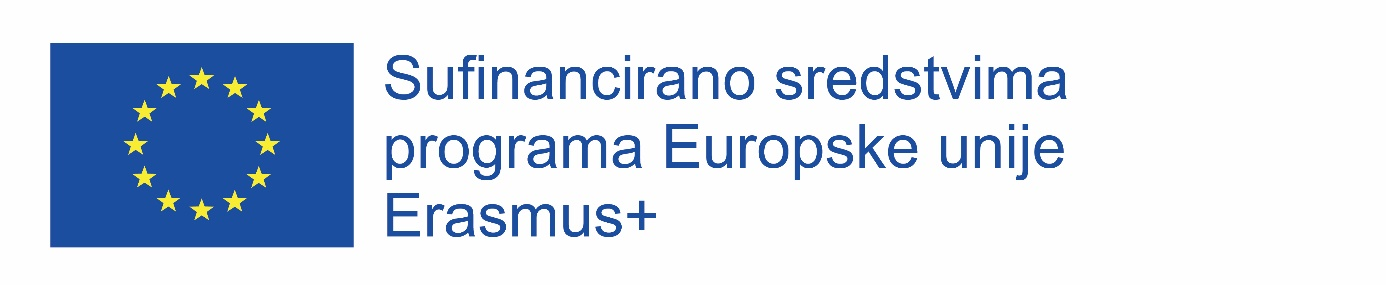 Sufinancirano sredstvima
programa Europske unije
Erasmus+